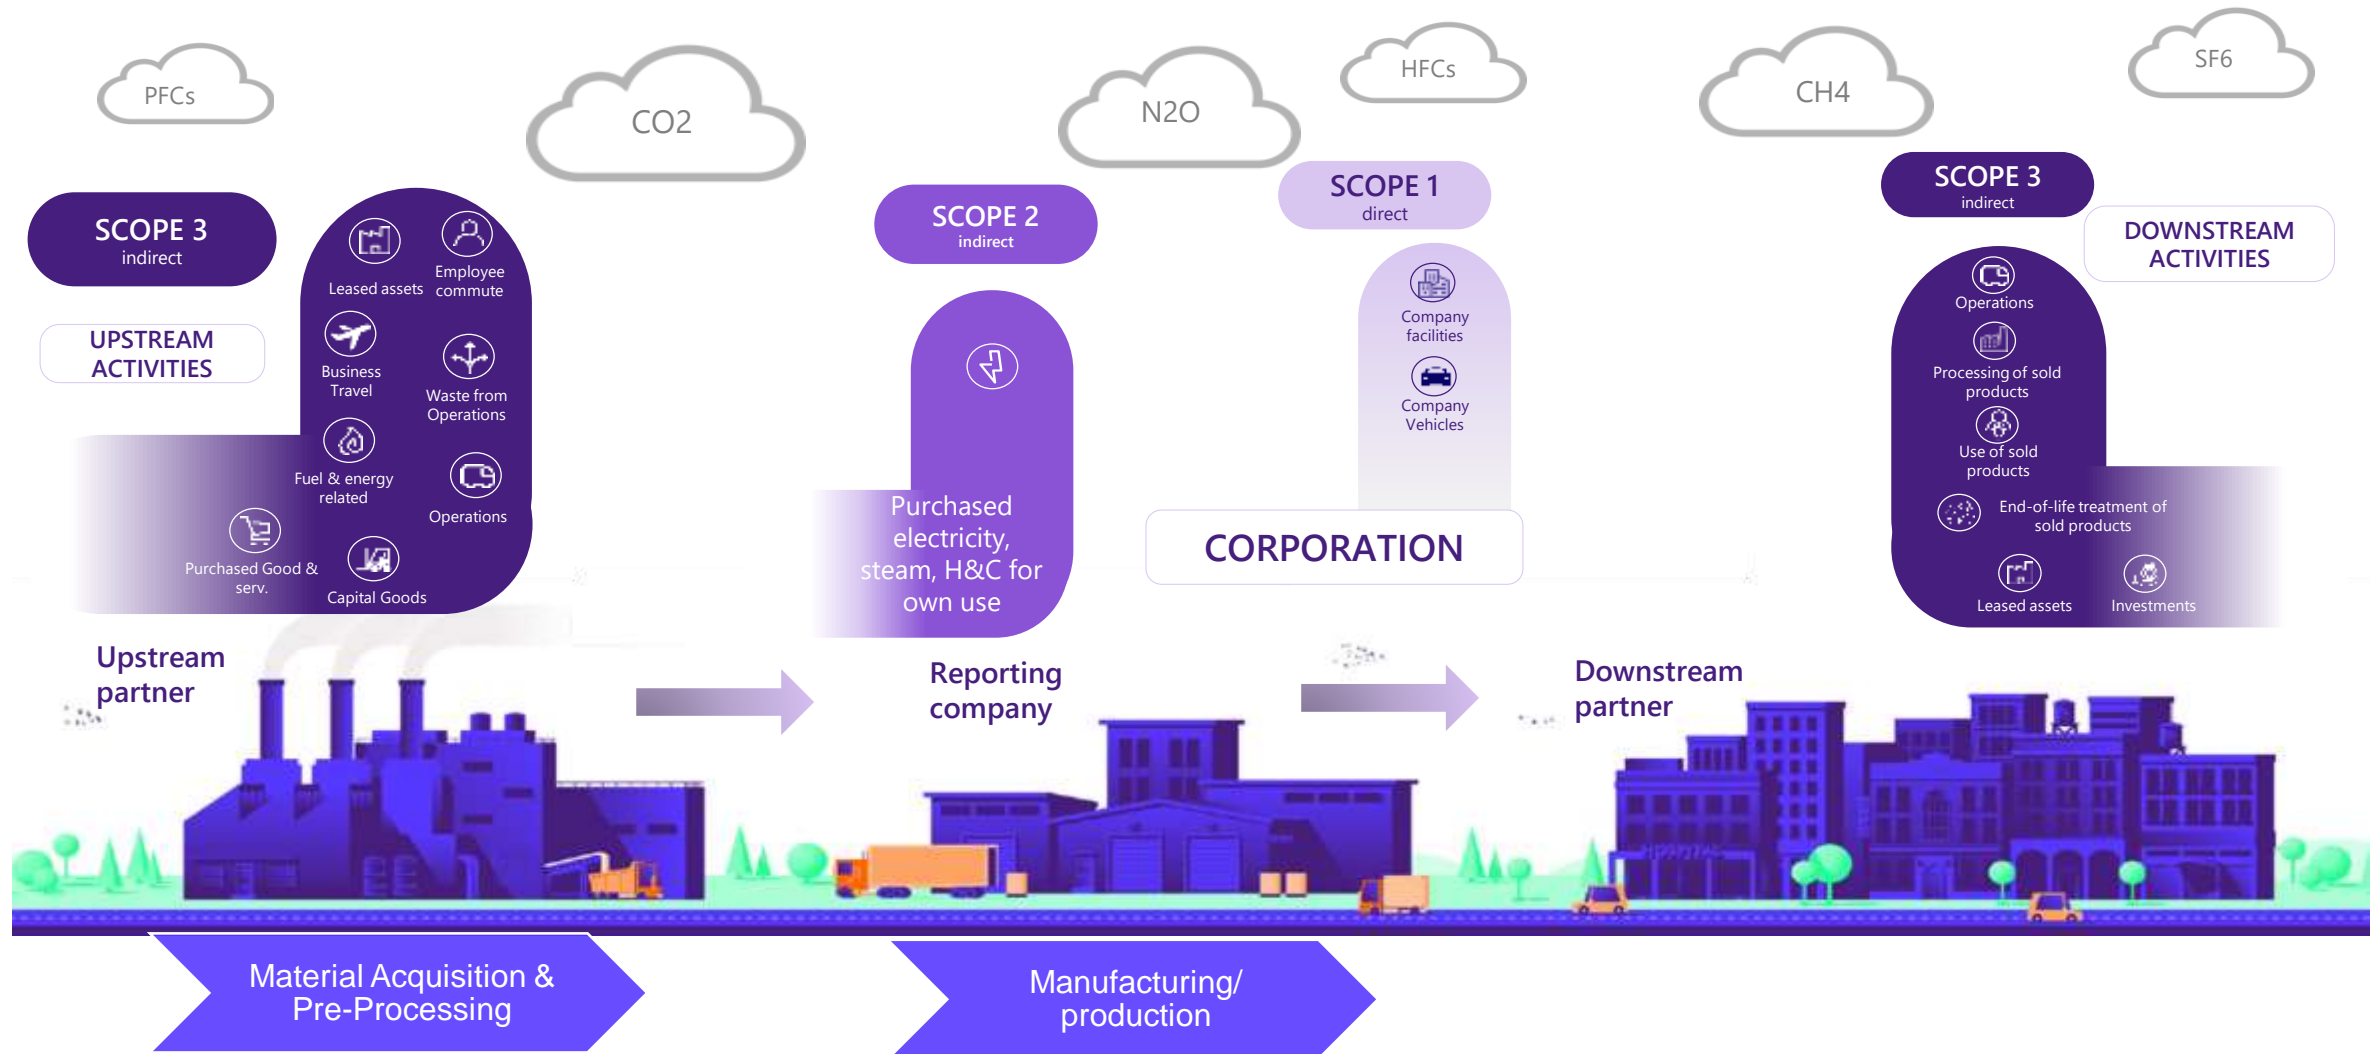 PFCs
CO2
N2O
HFCs
CH4
SF6
SCOPE 3
indirect
UPSTREAM
ACTIVITIES
Leased assets
Employee
commute
Business
Travel
Waste from
Operations
Fuel & energy
related
Operations
Purchased Good &
serv.
Capital Goods
SCOPE 2
indirect
Purchased
electricity,
steam, H&C for
own use
SCOPE 1
direct
Company
facilities
Company
Vehicles
CORPORATION
SCOPE 3
indirect
DOWNSTREAM
ACTIVITIES
Operations
Processing of sold
products
Use of sold
products
End-of-life treatment of
sold products
Leased assets
Investments
Upstream
partner
Reporting
company
Downstream
partner
HOSPITAL
Material Acquisition &
Pre-Processing
Manufacturing/
production